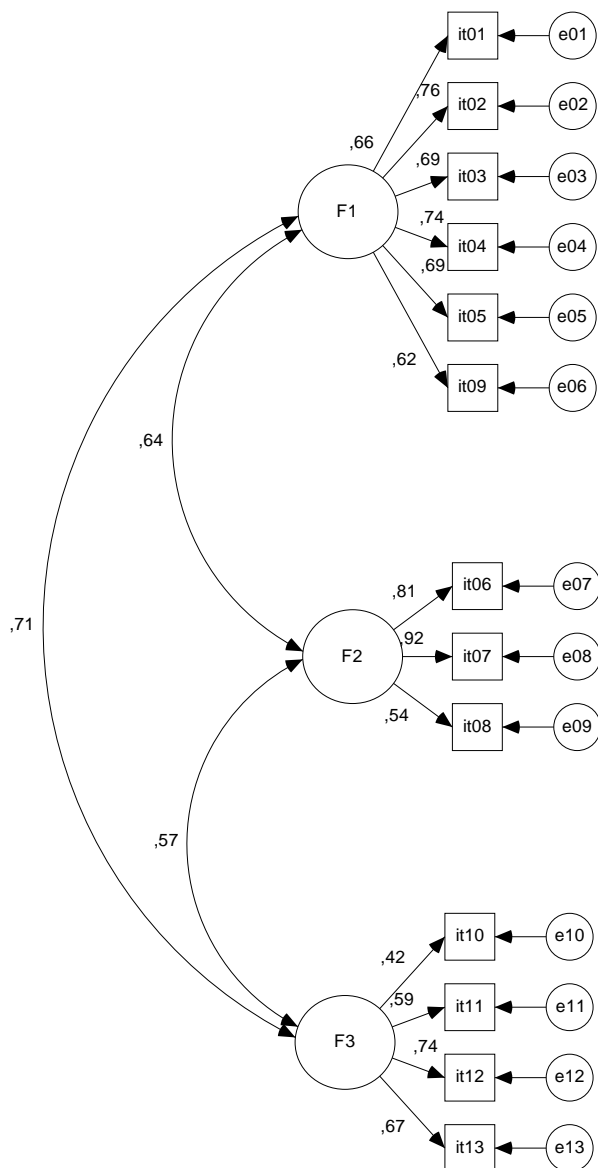 it01
e01
,66
,76
it02
e02
,69
it03
e03
F1
,74
it04
e04
,69
it05
e05
,62
it09
e06
,64
,71
,81
it06
e07
F2
,92
it07
e08
,54
it08
e09
,57
,42
it10
e10
,59
it11
e11
F3
,74
it12
e12
,67
it13
e13